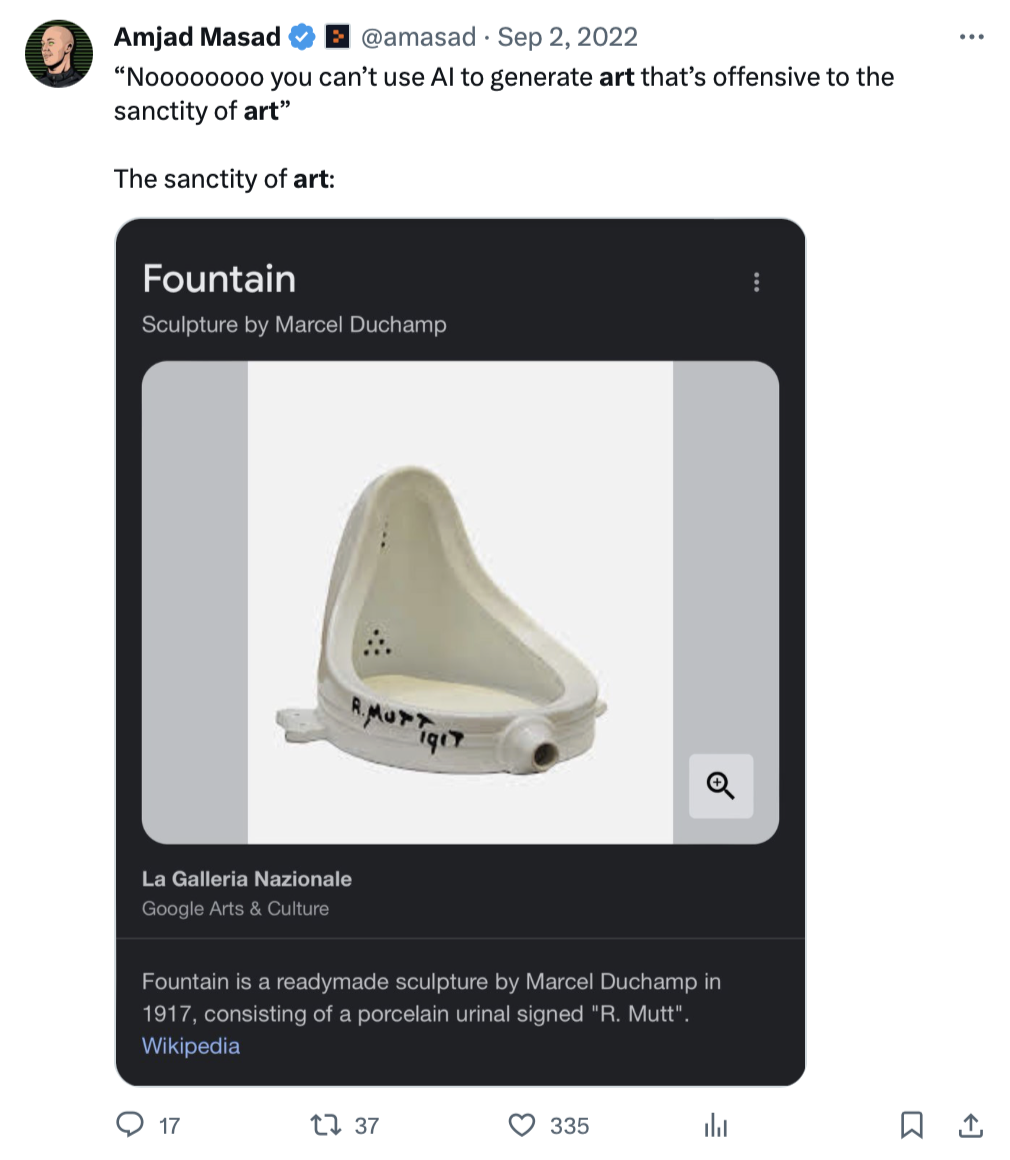 Amjad Masad @amasad · Sep 2, 2022
“Noooooooo you can’t use AI to generate art that’s offensive to the
sanctity of art”
The sanctity of art:
Fountain
Sculpture by Marcel Duchamp
R. MUTT
1917
La Galleria Nazionale
Google Arts & Culture
Fountain is a readymade sculpture by Marcel Duchamp in
1917, consisting of a porcelain urinal signed "R. Mutt".
Wikipedia
17 37 335